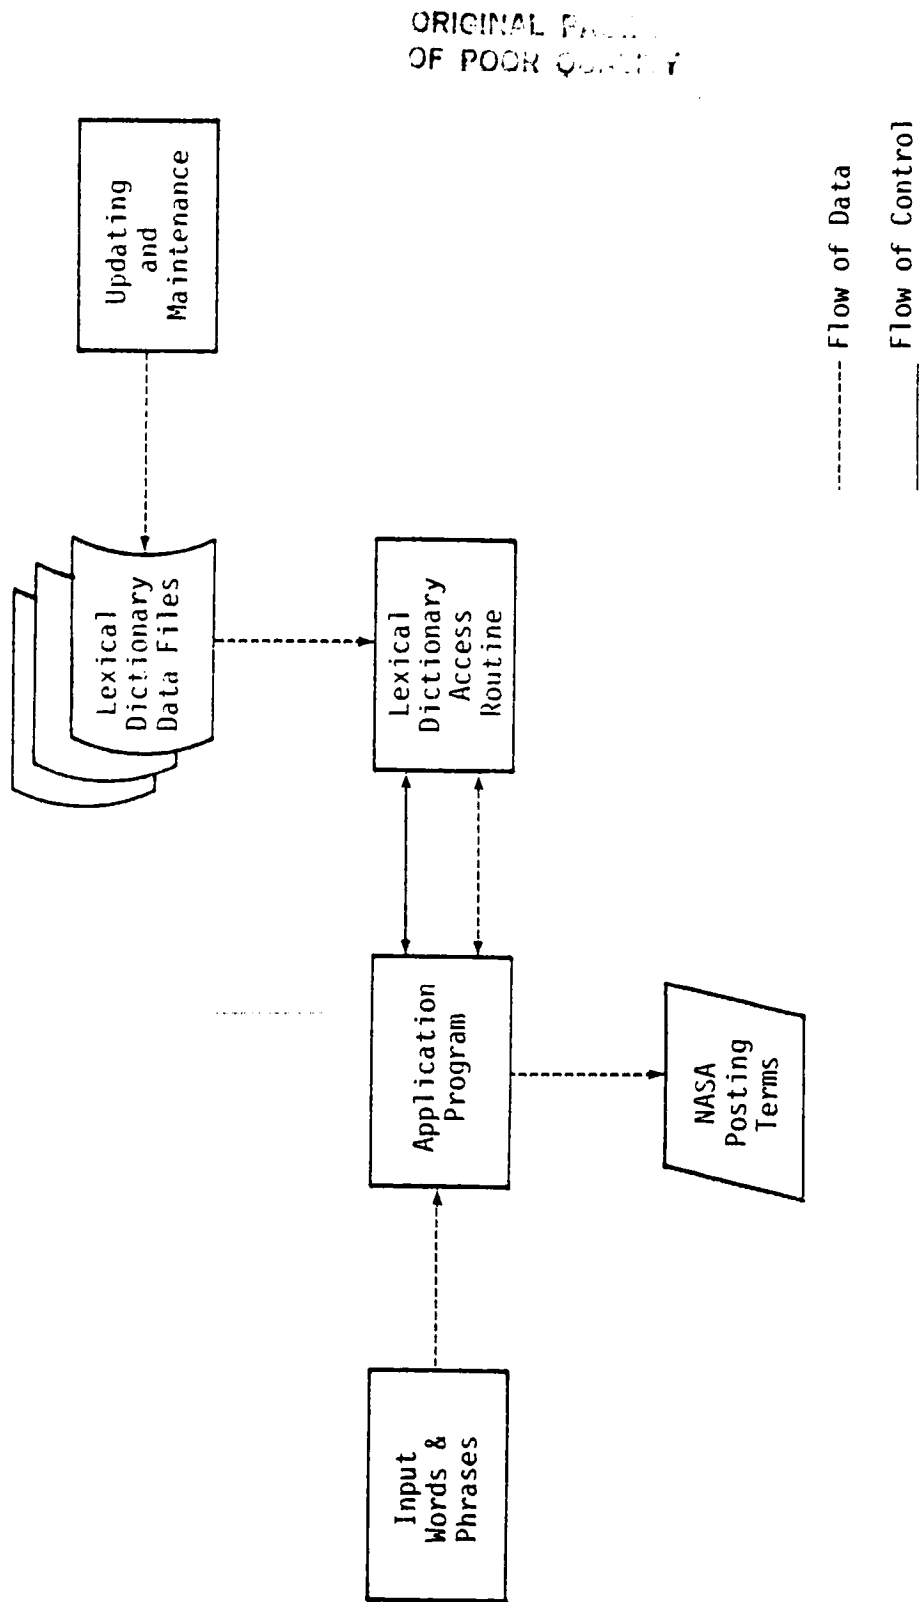 ORIGINAL
OF POOR
Updating
and
Maintenance
Lexical
Dictionary
Data Files
Lexical
Dictionary
Access
Routine
Application
Program
Input
Words &
Phrases
NASA
Posting
Terms
Flow of Data
Flow of Control